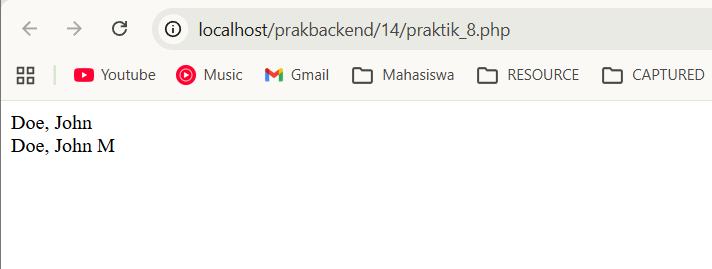 localhost/prakbackend/14/praktik_8.php
Youtube Music Gmail Mahasiswa RESOURCE CAPTURED
Doe, John
Doe, John M